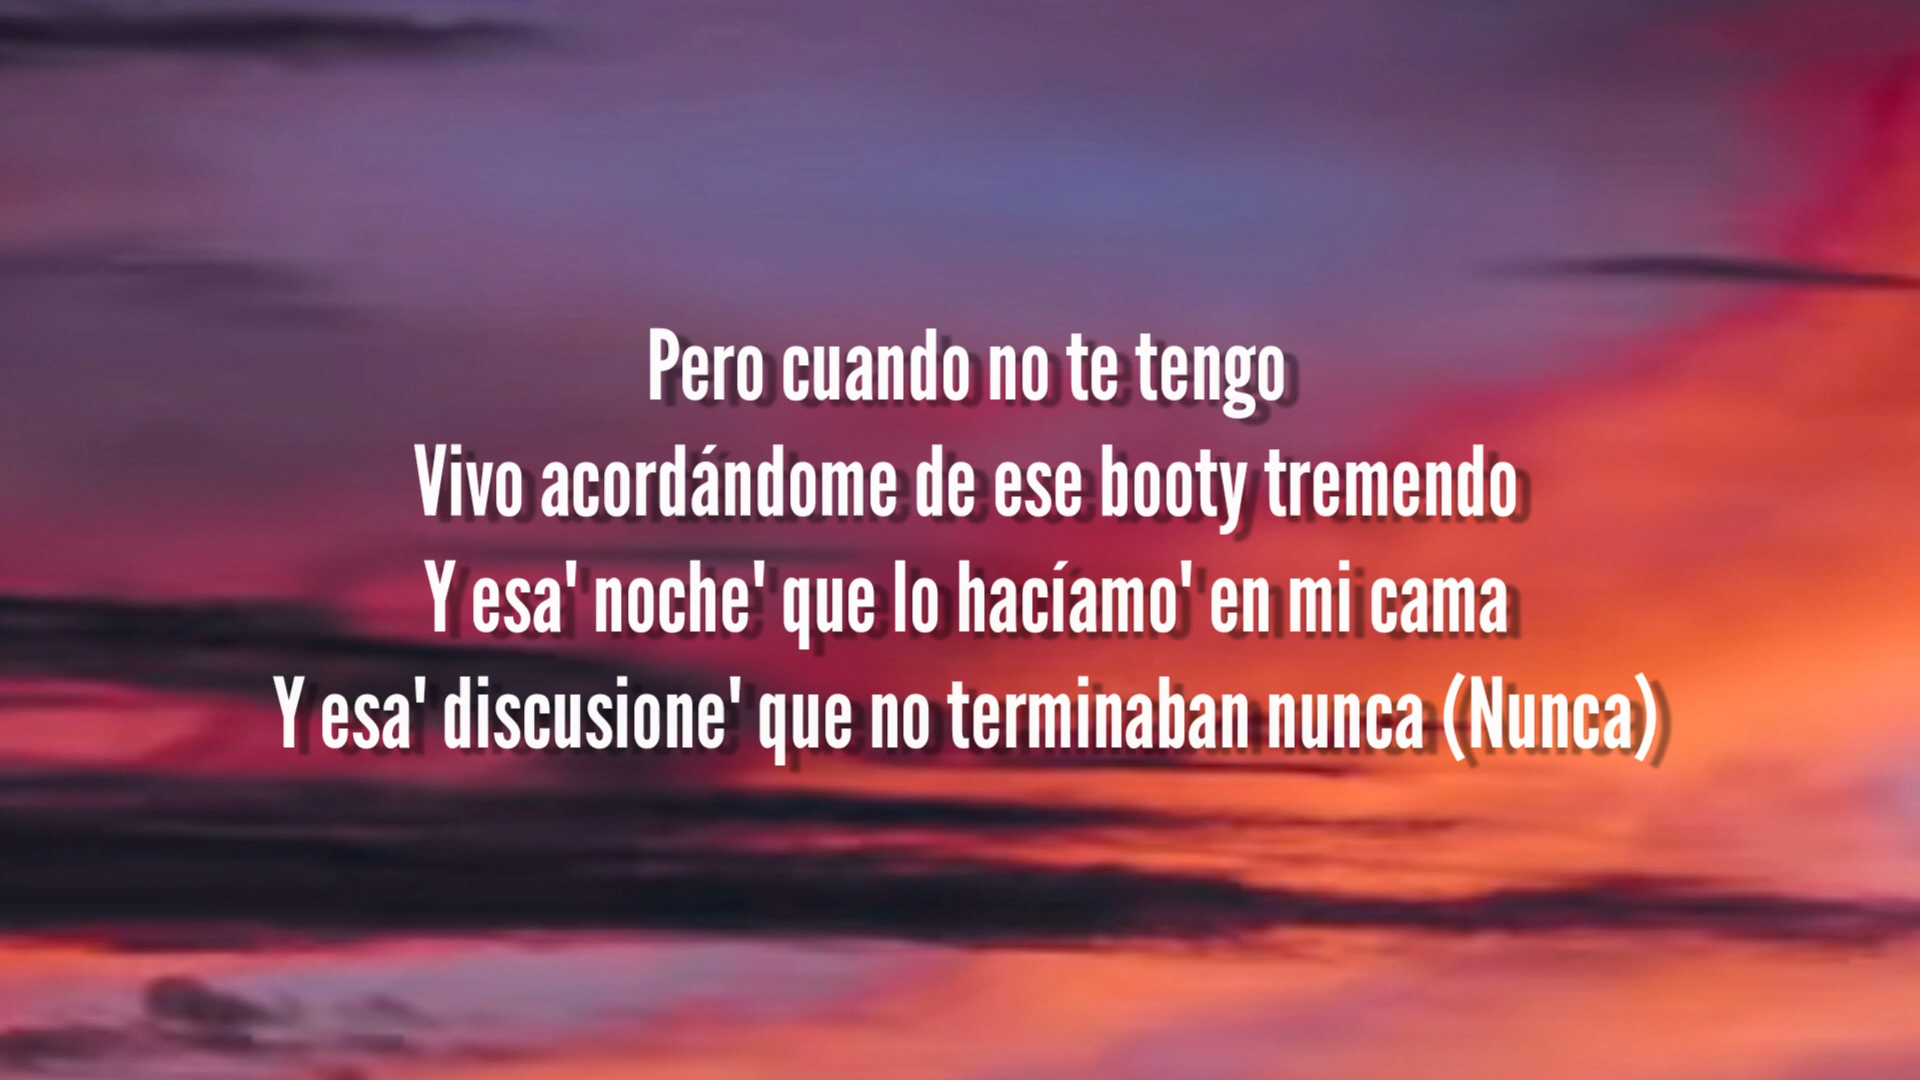 Pero cuando no te tengo
Vivo acordándome de ese booty tremendo
Y esa' noche' que lo hacíamo' en mi cama
Y esa' discusione' que no terminaban nunca (Nunca)